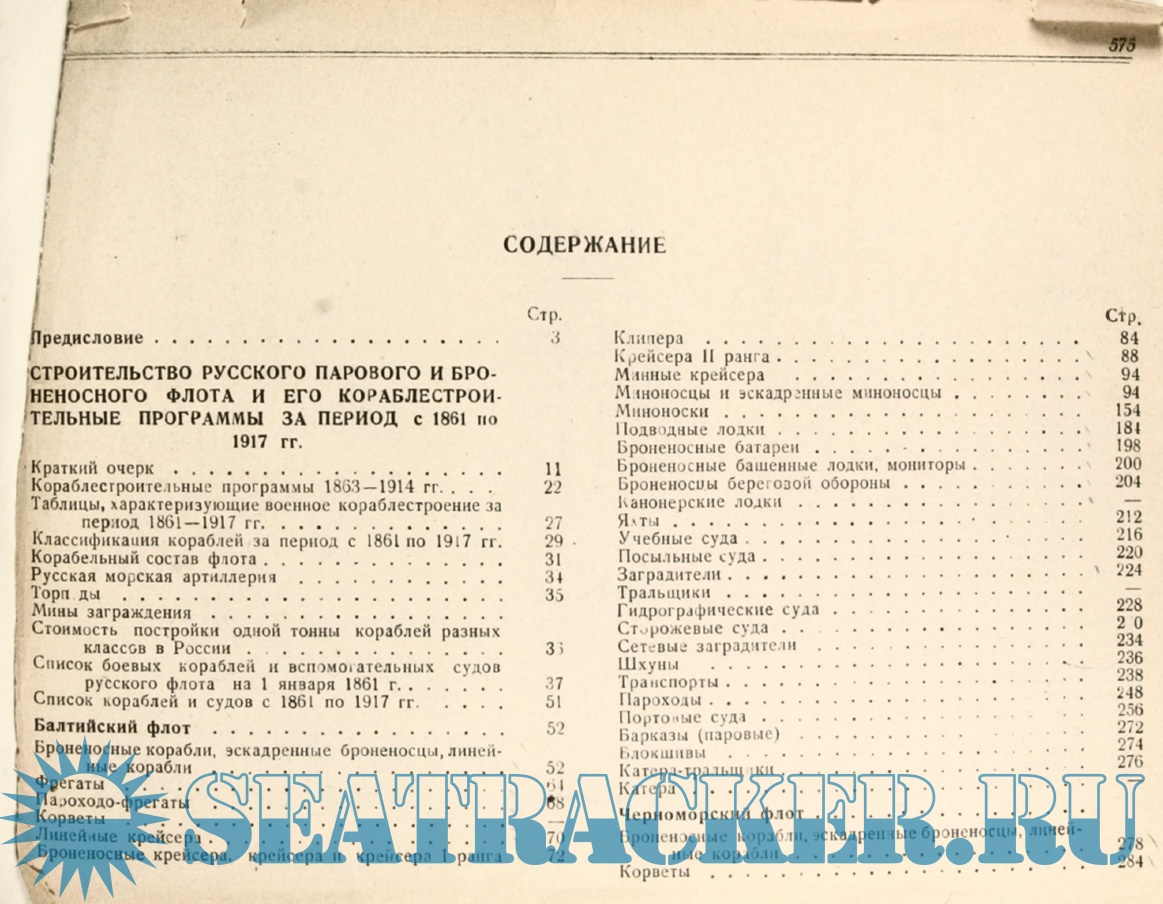 575
СОДЕРЖАНИЕ
Стр.
Предисловие . . . . . . . . . . . . . . . . . . 3
СТРОИТЕЛЬСТВО РУССКОГО ПАРОВОГО И БРО-
НЕНОСНОГО ФЛОТА И ЕГО КОРАБЛЕСТРОИ-
ТЕЛЬНЫЕ ПРОГРАММЫ ЗА ПЕРИОД с 1861 по
1917 гг.
Краткий очерк . . . . . . . . . . . . . . . . . 11
Кораблестроительные программы 1863—1914 гг. . . . 22
Таблицы, характеризующие военное кораблестроение за
период 1861—1917 гг. . . . . . . . . . . . . 27
Классификация кораблей за период с 1861 по 1917 гг. 29
Корабельный состав флота . . . . . . . . . . . . 31
Русская морская артиллерия . . . . . . . . . . . 34
Торп ды . . . . . . . . . . . . . . . . . . . . 35
Мины заграждения . . . . . . . . . . . . . . . .
Стоимость постройки одной тонны кораблей разных
классов в России . . . . . . . . . . . . . .
Список боевых кораблей и вспомогательных судов
русского флота на 1 января 1861 г. . . . . . 37
Список кораблей и судов с 1861 по 1917 гг. . . . . 51
Балтийский флот . . . . . . . . . . . . . . . 52
Броненосные корабли, эскадренные броненосцы, линей-
ные корабли . . . . . . . . . . . . . . . . 52
Фрегаты . . . . . . . . . . . . . . . . . . . . 64
Пароходо-фрегаты . . . . . . . . . . . . . . . . 68
Корветы . . . . . . . . . . . . . . . . . . . . —
Линейные крейсера . . . . . . . . . . . . . . . 70
Броненосные крейсера, крейсера и крейсера I ранга 72
Стр.
Клипера . . . . . . . . . . . . . . . . . . . . 84
Крейсера II ранга . . . . . . . . . . . . . . . . 88
Минные крейсера . . . . . . . . . . . . . . . . 94
Миноносцы и эскадренные миноносцы . . . . . . . . 94
Миноноски . . . . . . . . . . . . . . . . . . . 154
Подводные лодки . . . . . . . . . . . . . . . . 184
Броненосные батареи . . . . . . . . . . . . . . 198
Броненосные башенные лодки, мониторы . . . . . . . 200
Броненосцы береговой обороны . . . . . . . . . . 204
Канонерские лодки . . . . . . . . . . . . . . . —
Яхты . . . . . . . . . . . . . . . . . . . . . 212
Учебные суда . . . . . . . . . . . . . . . . . . 216
Посыльные суда . . . . . . . . . . . . . . . . . 220
Заградители . . . . . . . . . . . . . . . . . . 224
Тральщики . . . . . . . . . . . . . . . . . . . —
Гидрографические суда . . . . . . . . . . . . . 228
Сторожевые суда . . . . . . . . . . . . . . . . 2 0
Сетевые заградители . . . . . . . . . . . . . . 234
Шхуны . . . . . . . . . . . . . . . . . . . . . 236
Транспорты . . . . . . . . . . . . . . . . . . . 238
Пароходы . . . . . . . . . . . . . . . . . . . . 248
Портовые суда . . . . . . . . . . . . . . . . . 256
Барказы (паровые) . . . . . . . . . . . . . . . 272
Блокшивы . . . . . . . . . . . . . . . . . . . 274
Катера-тральщики . . . . . . . . . . . . . . . . 276
Катера . . . . . . . . . . . . . . . . . . . . —
Черноморский флот . . . . . . . . . . . . . .
Броненосные корабли, эскадренные броненосцы, линей-
ные корабли . . . . . . . . . . . . . . . . 278
Корветы . . . . . . . . . . . . . . . . . . . . 284
SEATRACKER.RU